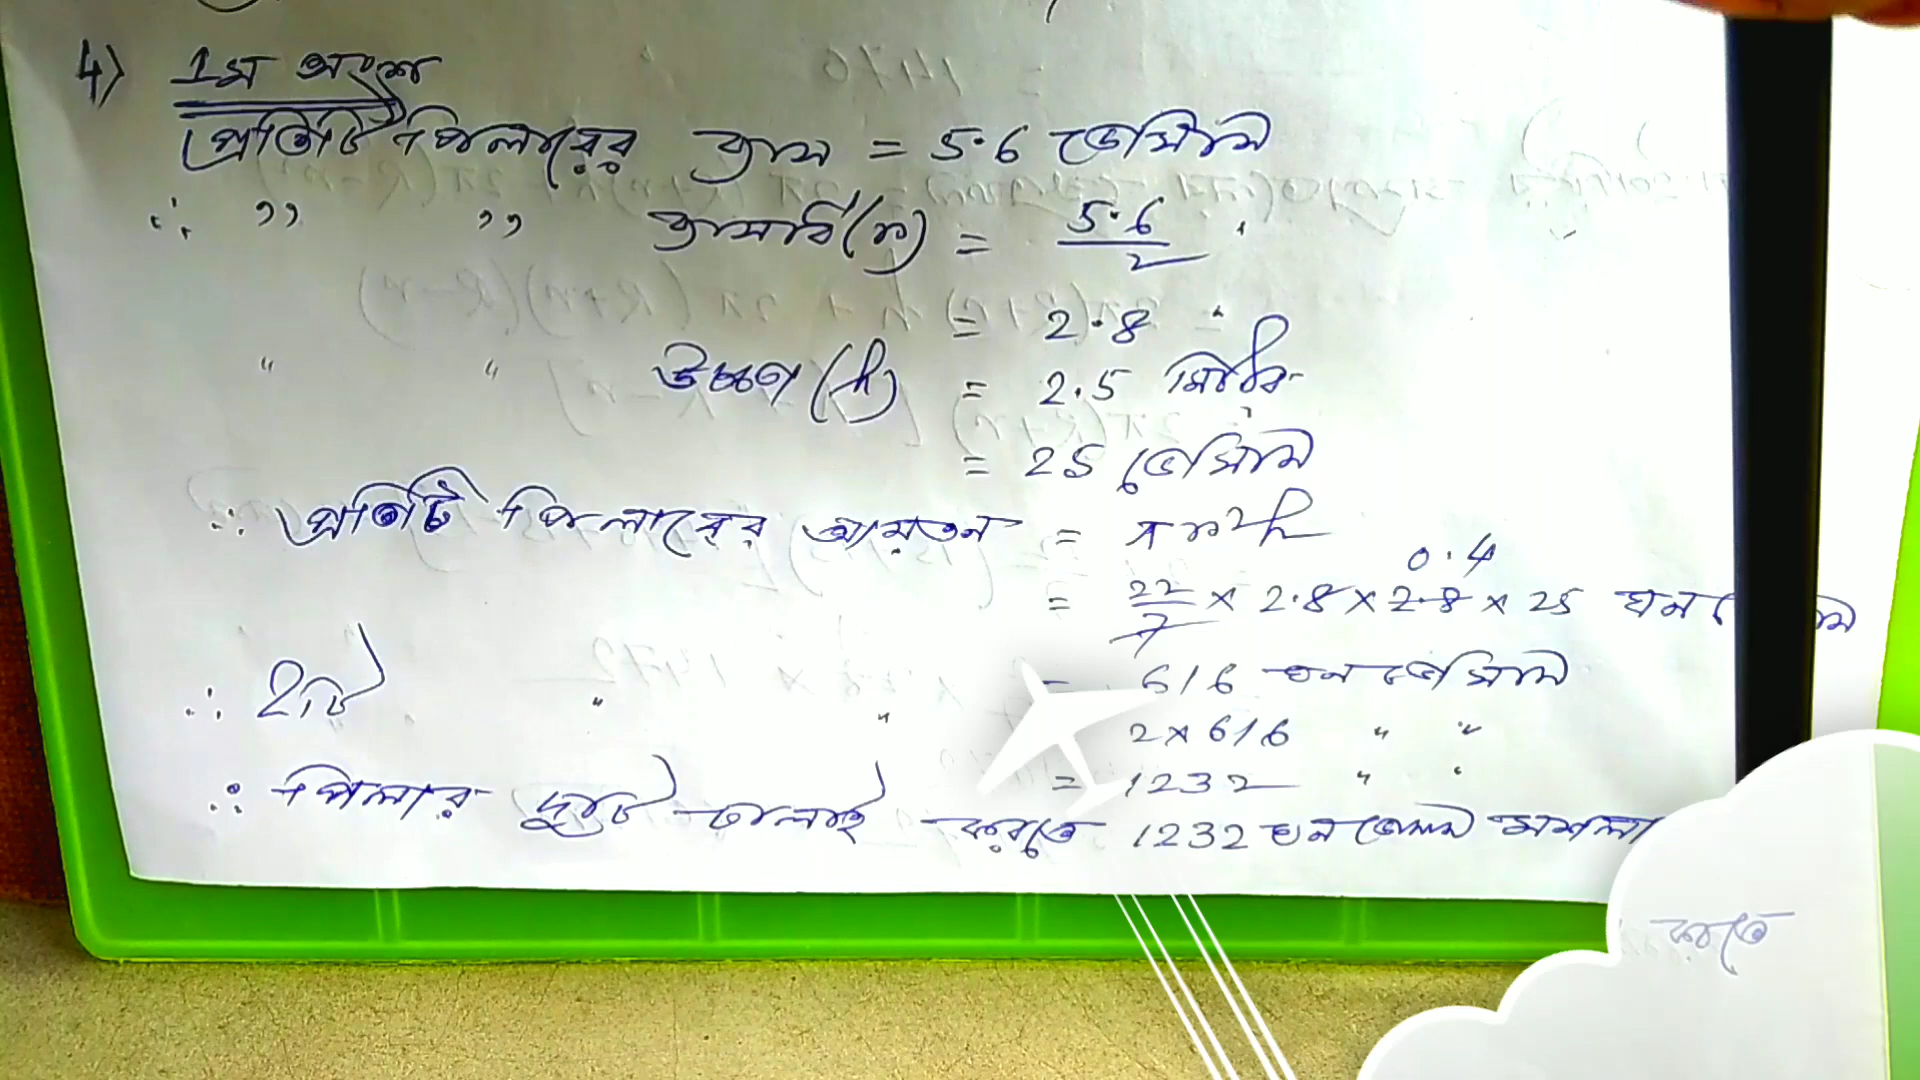 4) 1ম অংশ
প্রতিটি পিলারের ব্যাস = 5.6 ডেসিমি
∴ ,, ,, ব্যাসার্ধ (r) = 5.6/2 "
= 2.8 "
" " উচ্চতা (h) = 2.5 মিটার
= 25 ডেসিমি
∴ প্রতিটি পিলারের আয়তন = πr²h
0.4
= 22/7 × 2.8 × 2.8 × 25 ঘন
= 616 ঘন ডেসিমি
∴ 2টি " " 2 × 616 " "
= 1232 " "
∴ পিলার দুটি ঢালাই করতে 1232 ঘন ডেসিমি মশলা
করতে